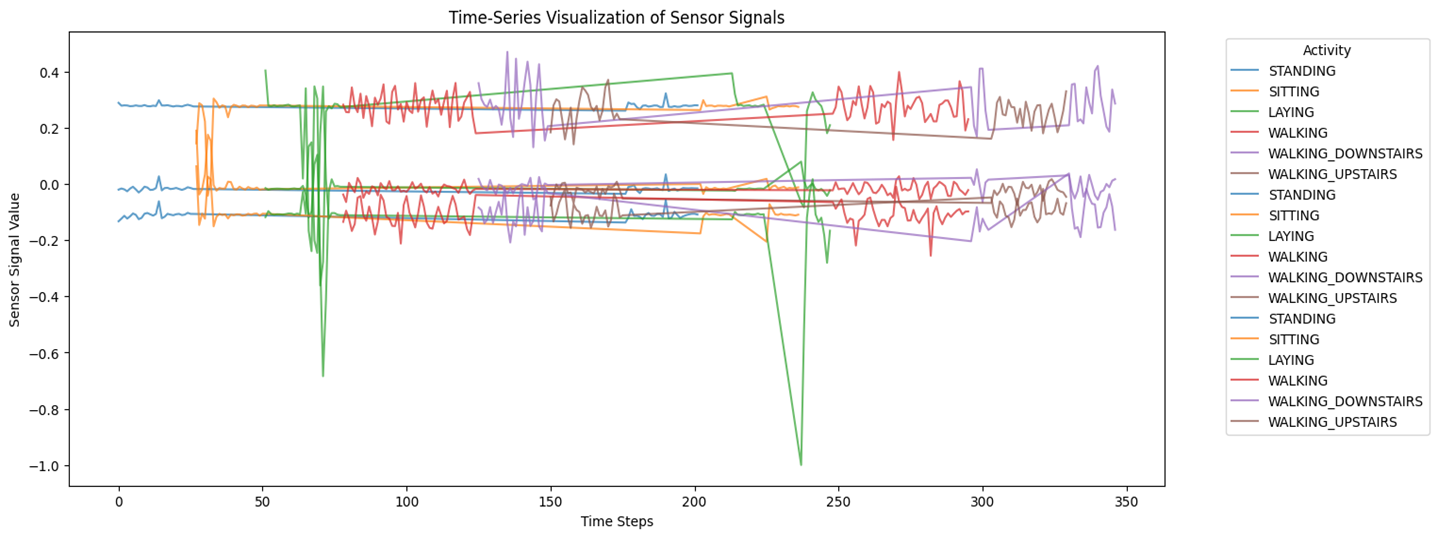 Time-Series Visualization of Sensor Signals
Sensor Signal Value
0.4
0.2
0.0
−0.2
−0.4
−0.6
−0.8
−1.0
0
50
100
150
200
250
300
350
Time Steps
Activity
STANDING
SITTING
LAYING
WALKING
WALKING_DOWNSTAIRS
WALKING_UPSTAIRS
STANDING
SITTING
LAYING
WALKING
WALKING_DOWNSTAIRS
WALKING_UPSTAIRS
STANDING
SITTING
LAYING
WALKING
WALKING_DOWNSTAIRS
WALKING_UPSTAIRS